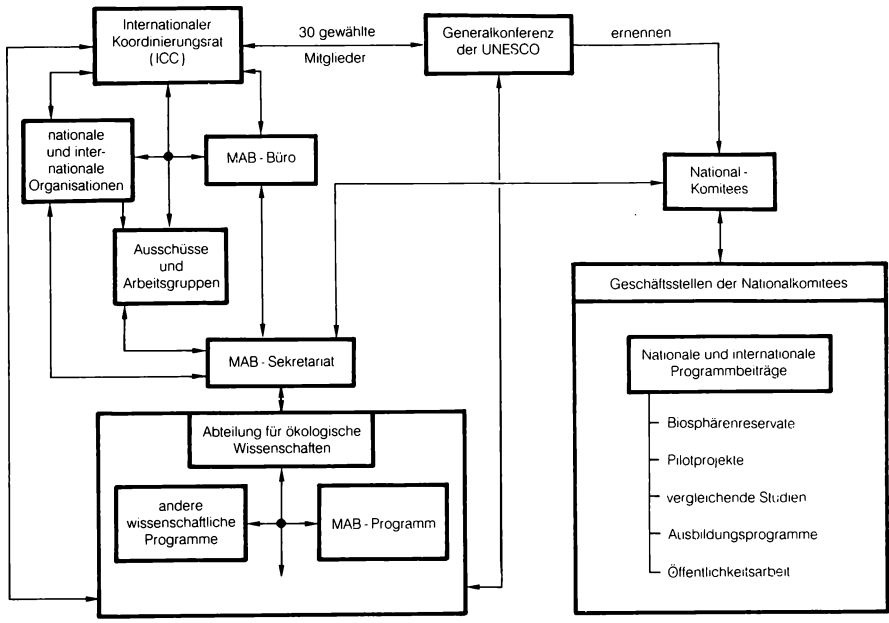 Internationaler
Koordinierungsrat
(ICC)
30 gewählte
Mitglieder
Generalkonferenz
der UNESCO
ernennen
nationale
und inter-
nationale
Organisationen
MAB - Büro
National -
Komitees
Ausschüsse
und
Arbeitsgruppen
Geschäftsstellen der Nationalkomitees
MAB - Sekretariat
Nationale und internationale
Programmbeiträge
Abteilung für ökologische
Wissenschaften
Biosphärenreservate
Pilotprojekte
andere
wissenschaftliche
Programme
MAB - Programm
vergleichende Studien
Ausbildungsprogramme
Öffentlichkeitsarbeit